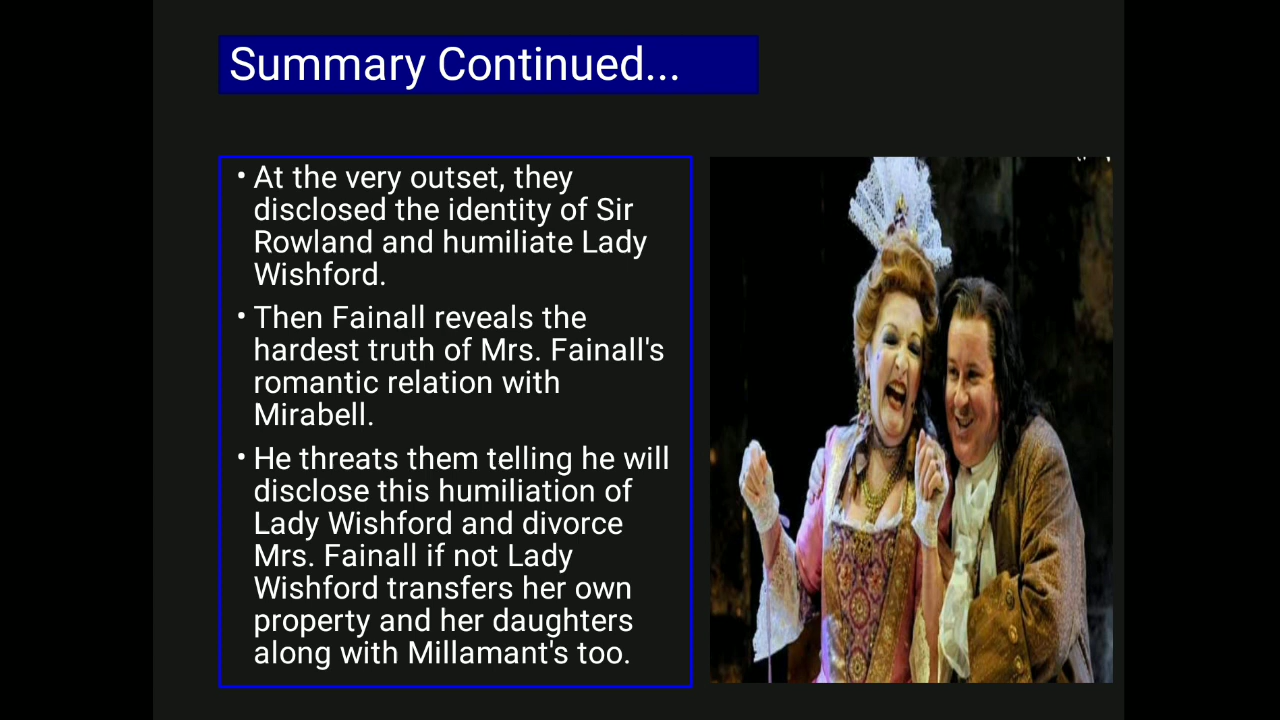 Summary Continued...
• At the very outset, they
disclosed the identity of Sir
Rowland and humiliate Lady
Wishford.
• Then Fainall reveals the
hardest truth of Mrs. Fainall's
romantic relation with
Mirabell.
• He threats them telling he will
disclose this humiliation of
Lady Wishford and divorce
Mrs. Fainall if not Lady
Wishford transfers her own
property and her daughters
along with Millamant's too.